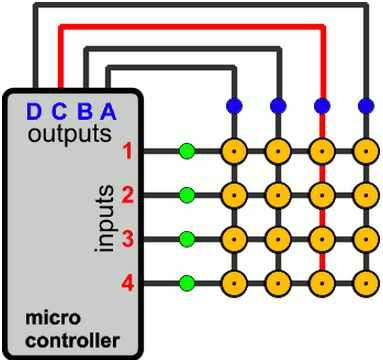 D C B A
outputs
1
2
3
4
inputs
micro
controller